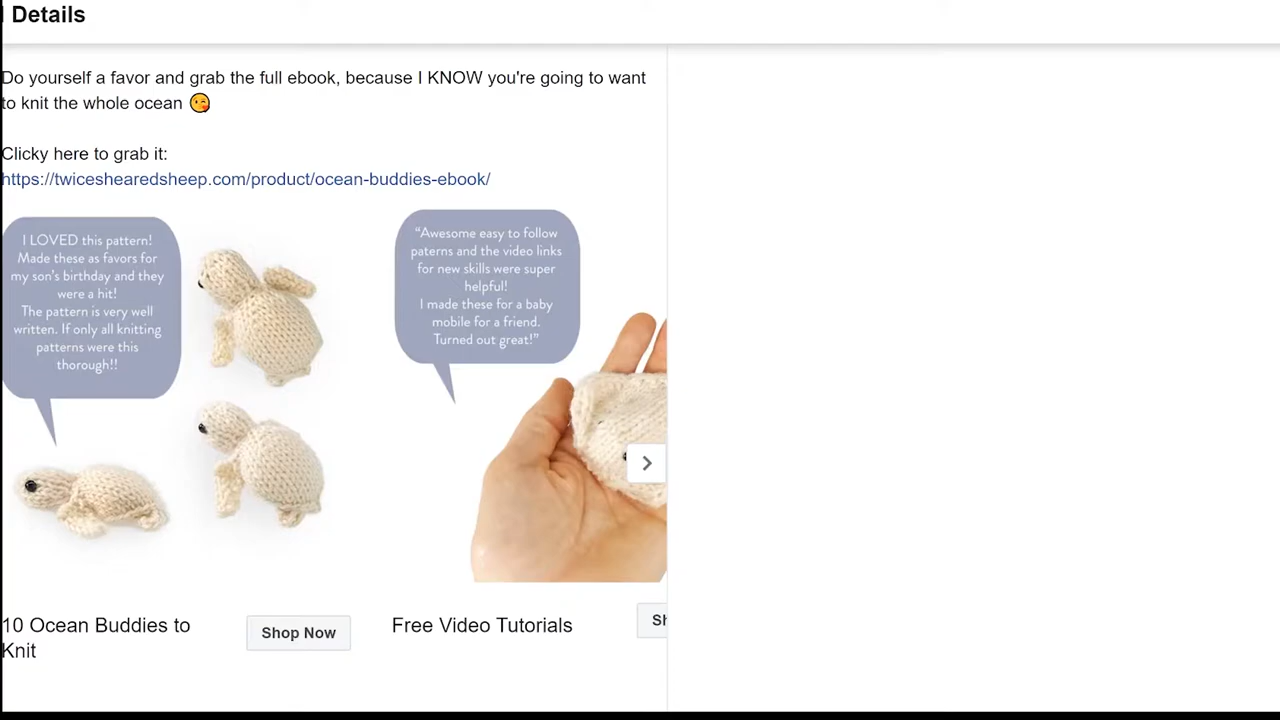 Details
Do yourself a favor and grab the full ebook, because I KNOW you're going to want
to knit the whole ocean 😋
Clicky here to grab it:
https://twiceshearedsheep.com/product/ocean-buddies-ebook/
I LOVED this pattern!
Made these as favors for
my son's birthday and they
were a hit!
The pattern is very well
written. If only all knitting
patterns were this
thorough!!
“Awesome easy to follow
paterns and the video links
for new skills were super
helpful!
I made these for a baby
mobile for a friend.
Turned out great!”
10 Ocean Buddies to
Knit
Shop Now
Free Video Tutorials